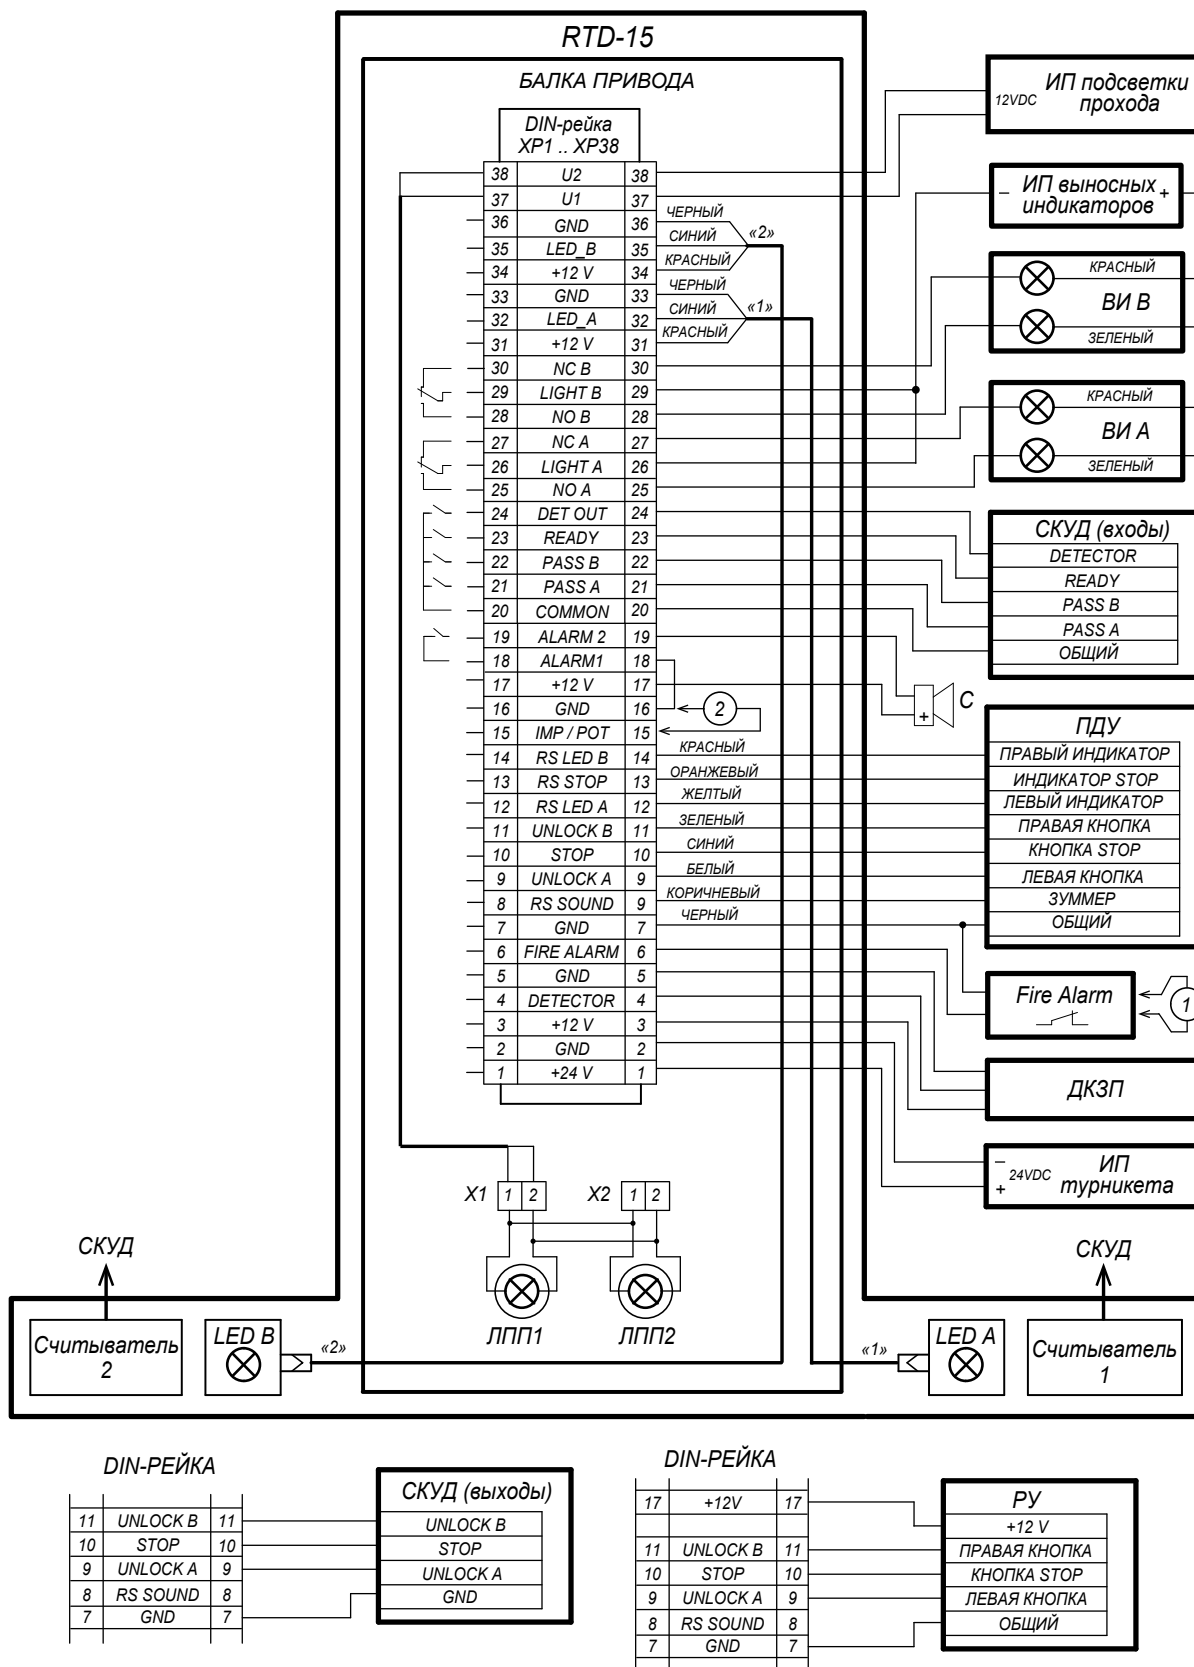 RTD-15
БАЛКА ПРИВОДА
DIN-рейка
XP1 .. XP38
38 U2 38
37 U1 37
36 GND 36 ЧЕРНЫЙ
35 LED_B 35 СИНИЙ «2»
34 +12 V 34 КРАСНЫЙ
33 GND 33 ЧЕРНЫЙ
32 LED_A 32 СИНИЙ «1»
31 +12 V 31 КРАСНЫЙ
30 NC B 30
29 LIGHT B 29
28 NO B 28
27 NC A 27
26 LIGHT A 26
25 NO A 25
24 DET OUT 24
23 READY 23
22 PASS B 22
21 PASS A 21
20 COMMON 20
19 ALARM 2 19
18 ALARM1 18
17 +12 V 17
16 GND 16
15 IMP / POT 15
14 RS LED B 14 КРАСНЫЙ
13 RS STOP 13 ОРАНЖЕВЫЙ
12 RS LED A 12 ЖЕЛТЫЙ
11 UNLOCK B 11 ЗЕЛЕНЫЙ
10 STOP 10 СИНИЙ
9 UNLOCK A 9 БЕЛЫЙ
8 RS SOUND 9 КОРИЧНЕВЫЙ
7 GND 7 ЧЕРНЫЙ
6 FIRE ALARM 6
5 GND 5
4 DETECTOR 4
3 +12 V 3
2 GND 2
1 +24 V 1
2
+
C
12VDC
ИП подсветки
прохода
−
ИП выносных
индикаторов
+
КРАСНЫЙ
ВИ B
ЗЕЛЕНЫЙ
КРАСНЫЙ
ВИ A
ЗЕЛЕНЫЙ
СКУД (входы)
DETECTOR
READY
PASS B
PASS A
ОБЩИЙ
ПДУ
ПРАВЫЙ ИНДИКАТОР
ИНДИКАТОР STOP
ЛЕВЫЙ ИНДИКАТОР
ПРАВАЯ КНОПКА
КНОПКА STOP
ЛЕВАЯ КНОПКА
ЗУММЕР
ОБЩИЙ
Fire Alarm
1
ДКЗП
−
+
24VDC
ИП
турникета
X1 1 2
X2 1 2
ЛПП1
ЛПП2
СКУД
Считыватель
2
LED B
«2»
«1»
LED A
СКУД
Считыватель
1
DIN-РЕЙКА
11 UNLOCK B 11
10 STOP 10
9 UNLOCK A 9
8 RS SOUND 8
7 GND 7
СКУД (выходы)
UNLOCK B
STOP
UNLOCK A
GND
DIN-РЕЙКА
17 +12V 17
11 UNLOCK B 11
10 STOP 10
9 UNLOCK A 9
8 RS SOUND 8
7 GND 7
РУ
+12 V
ПРАВАЯ КНОПКА
КНОПКА STOP
ЛЕВАЯ КНОПКА
ОБЩИЙ